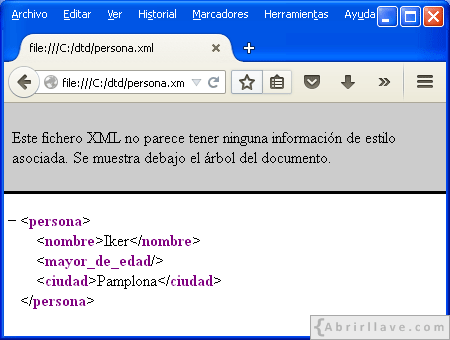 Archivo Editar Ver Historial Marcadores Herramientas Ayuda
file:///C:/dtd/persona.xml
file:///C:/dtd/persona.xm
Este fichero XML no parece tener ninguna información de estilo
asociada. Se muestra debajo el árbol del documento.
− <persona>
<nombre>Iker</nombre>
<mayor_de_edad/>
<ciudad>Pamplona</ciudad>
</persona>
{Abrirllave.com